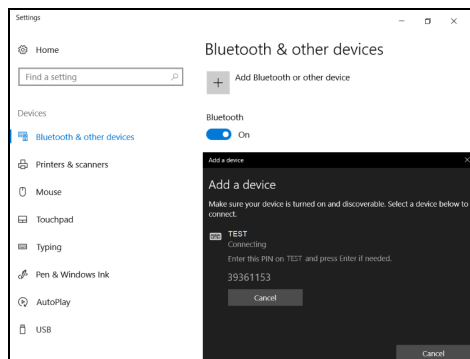 Settings
Home
Find a setting
Devices
Bluetooth & other devices
Printers & scanners
Mouse
Touchpad
Typing
Pen & Windows Ink
AutoPlay
USB
Bluetooth & other devices
Add Bluetooth or other device
Bluetooth
On
Add a device
Add a device
Make sure your device is turned on and discoverable. Select a device below to
connect.
TEST
Connecting
Enter this PIN on TEST and press Enter if needed.
39361153
Cancel
Cancel